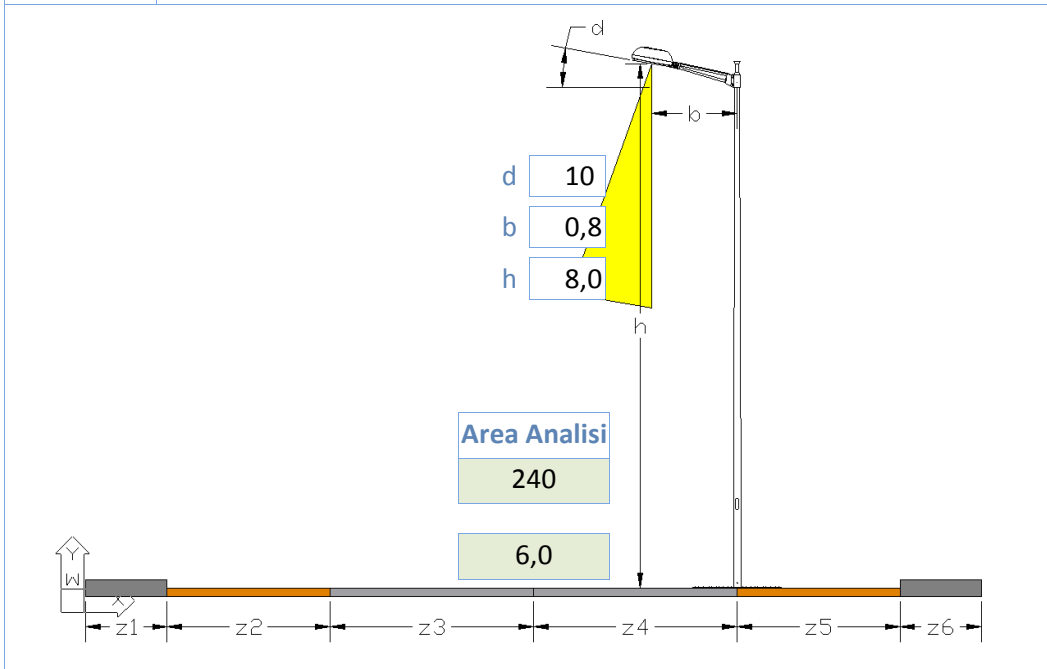 d
b
d 10
b 0,8
h 8,0
h
Area Analisi
240
6,0
Y
W
X
z1 z2 z3 z4 z5 z6